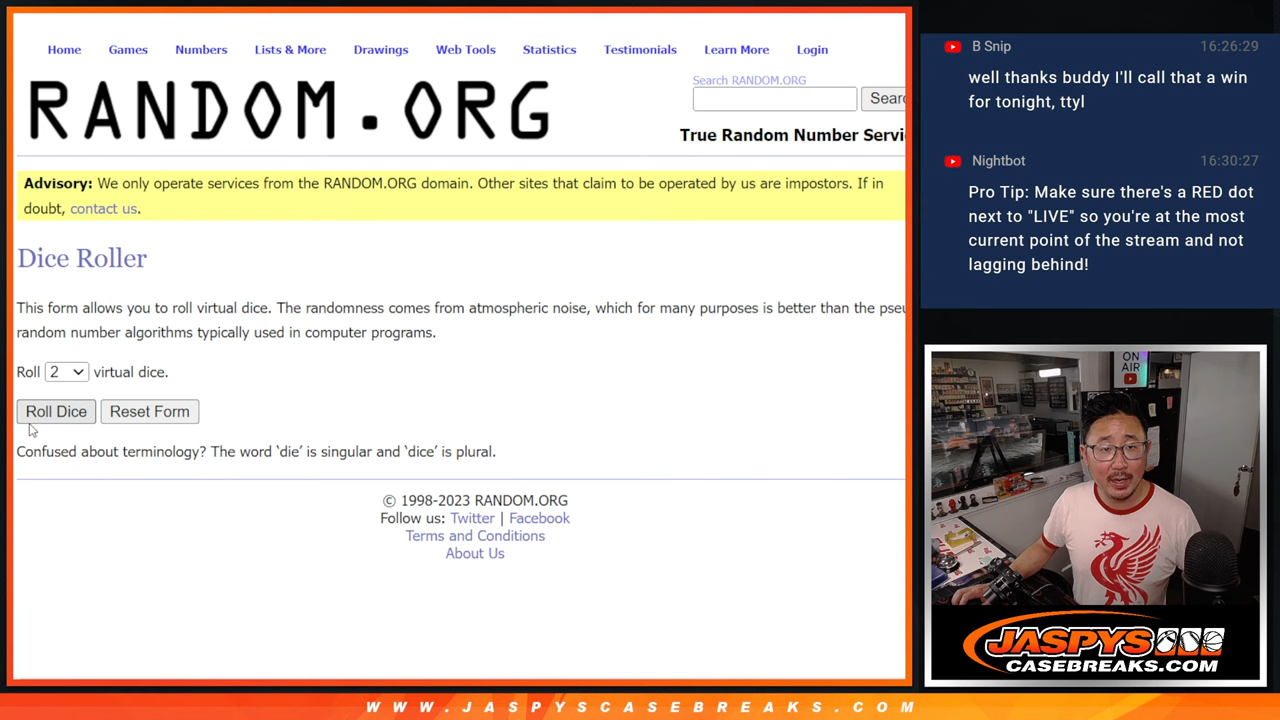 Home Games Numbers Lists & More Drawings Web Tools Statistics Testimonials Learn More Login
RANDOM.ORG
Search RANDOM.ORG
Searc
True Random Number Servi
Advisory: We only operate services from the RANDOM.ORG domain. Other sites that claim to be operated by us are impostors. If in
doubt, contact us.
Dice Roller
This form allows you to roll virtual dice. The randomness comes from atmospheric noise, which for many purposes is better than the pseu
random number algorithms typically used in computer programs.
Roll 2 virtual dice.
Roll Dice Reset Form
Confused about terminology? The word ‘die’ is singular and ‘dice’ is plural.
© 1998-2023 RANDOM.ORG
Follow us: Twitter | Facebook
Terms and Conditions
About Us
B Snip 16:26:29
well thanks buddy I'll call that a win
for tonight, ttyl
Nightbot 16:30:27
Pro Tip: Make sure there's a RED dot
next to "LIVE" so you're at the most
current point of the stream and not
lagging behind!
ON
AIR
JASPYS
CASEBREAKS.COM
WWW.JASPYSCASEBREAKS.COM